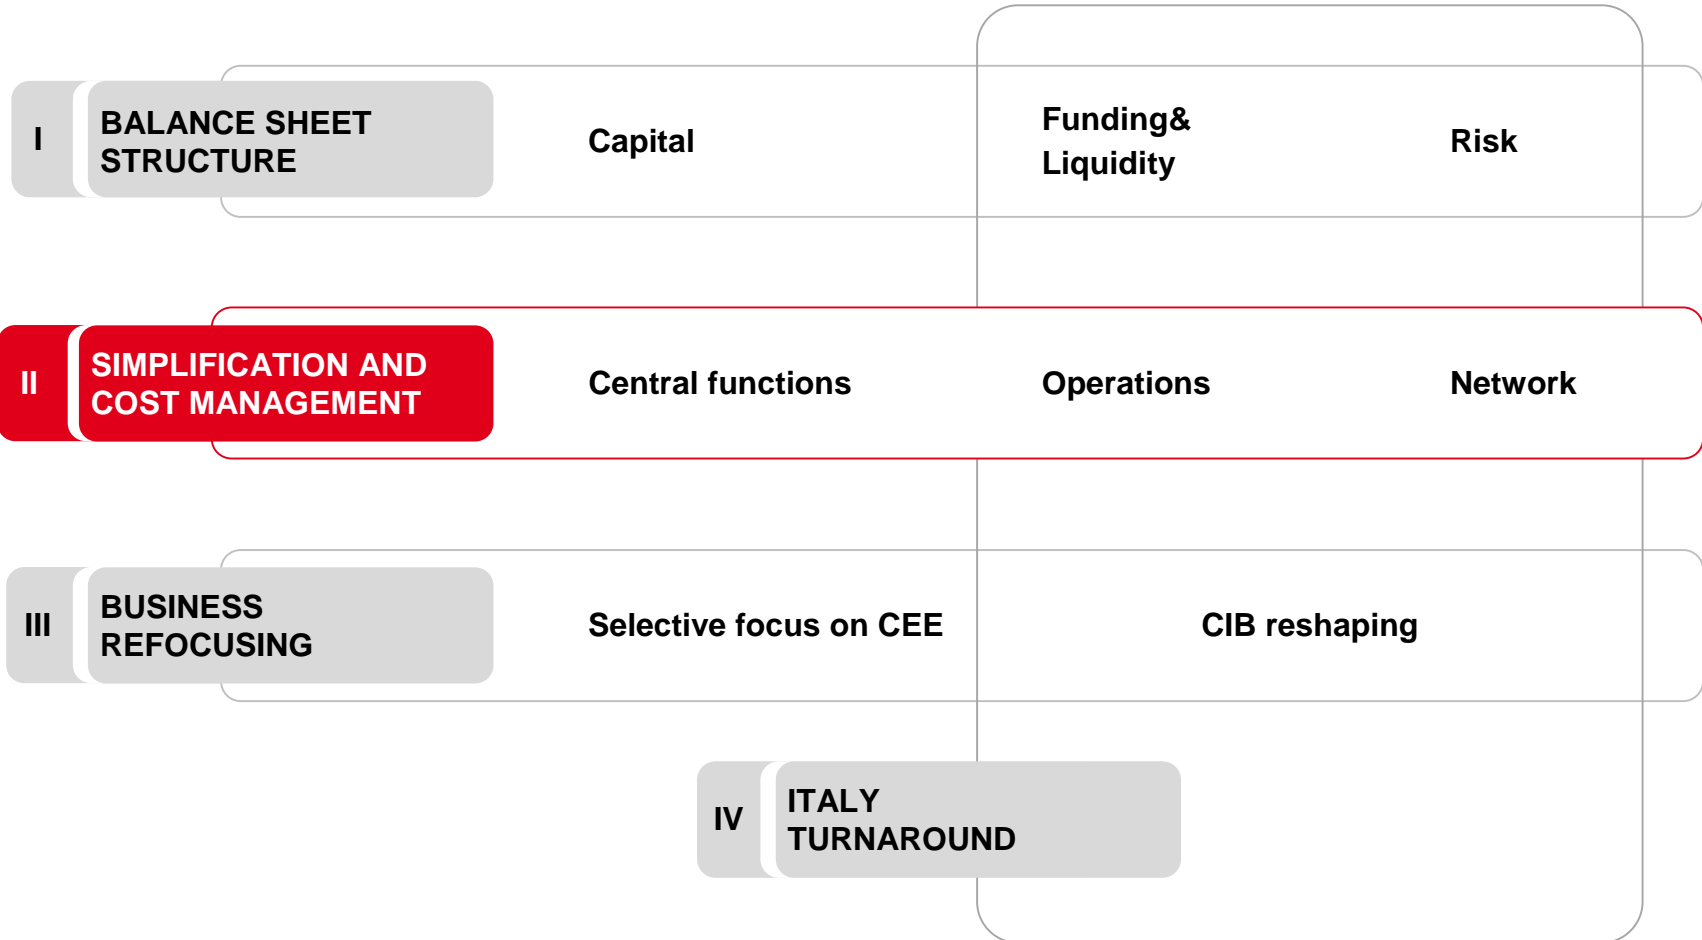 I
BALANCE SHEET
STRUCTURE
Capital
Funding&
Liquidity
Risk
II
SIMPLIFICATION AND
COST MANAGEMENT
Central functions
Operations
Network
III
BUSINESS
REFOCUSING
Selective focus on CEE
CIB reshaping
IV
ITALY
TURNAROUND